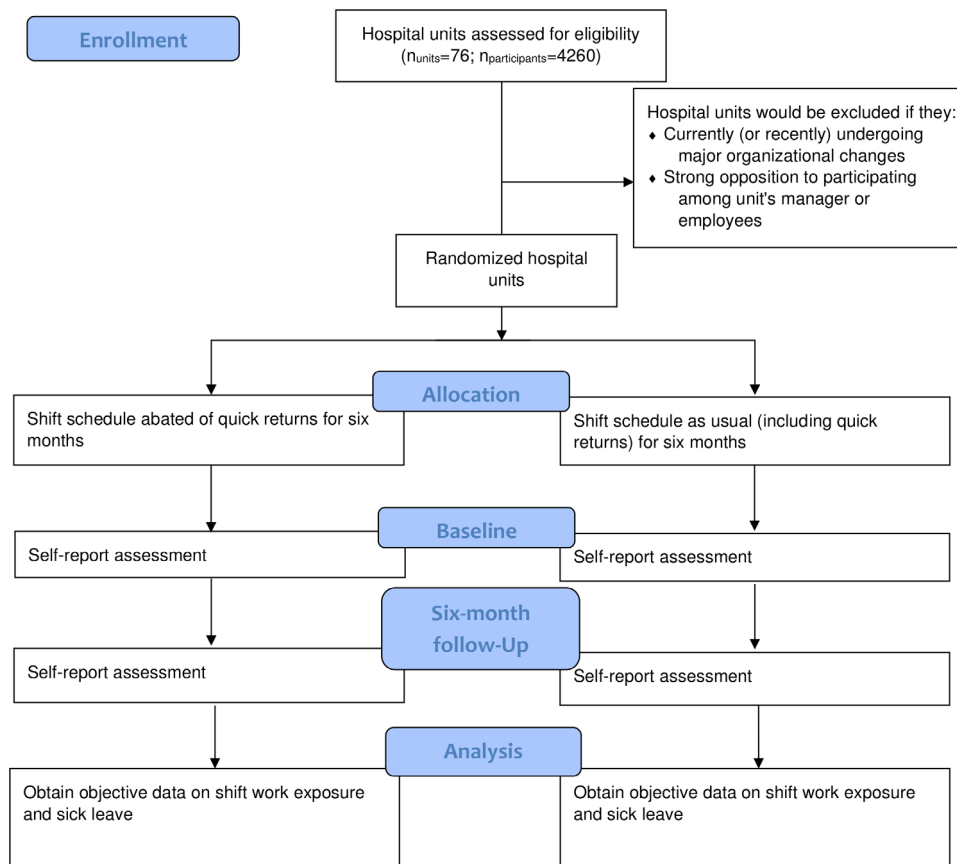 Enrollment
Hospital units assessed for eligibility
(nunits=76; nparticipants=4260)
Hospital units would be excluded if they:
♦ Currently (or recently) undergoing
major organizational changes
♦ Strong opposition to participating
among unit's manager or
employees
Randomized hospital
units
Allocation
Shift schedule abated of quick returns for six
months
Shift schedule as usual (including quick
returns) for six months
Baseline
Self-report assessment
Self-report assessment
Six-month
follow-Up
Self-report assessment
Self-report assessment
Analysis
Obtain objective data on shift work exposure
and sick leave
Obtain objective data on shift work exposure
and sick leave